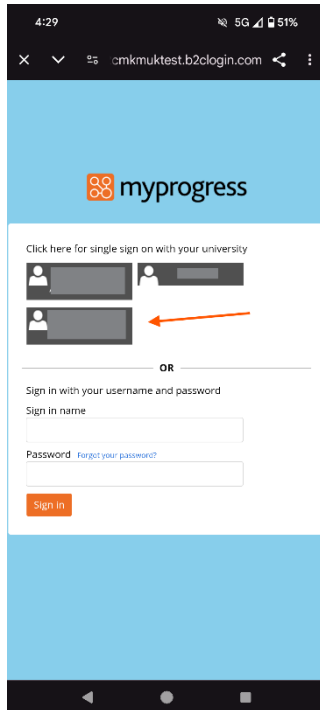 4:29
5G 51%
cmkmuktest.b2clogin.com
myprogress
Click here for single sign on with your university
OR
Sign in with your username and password
Sign in name
Password Forgot your password?
Sign in